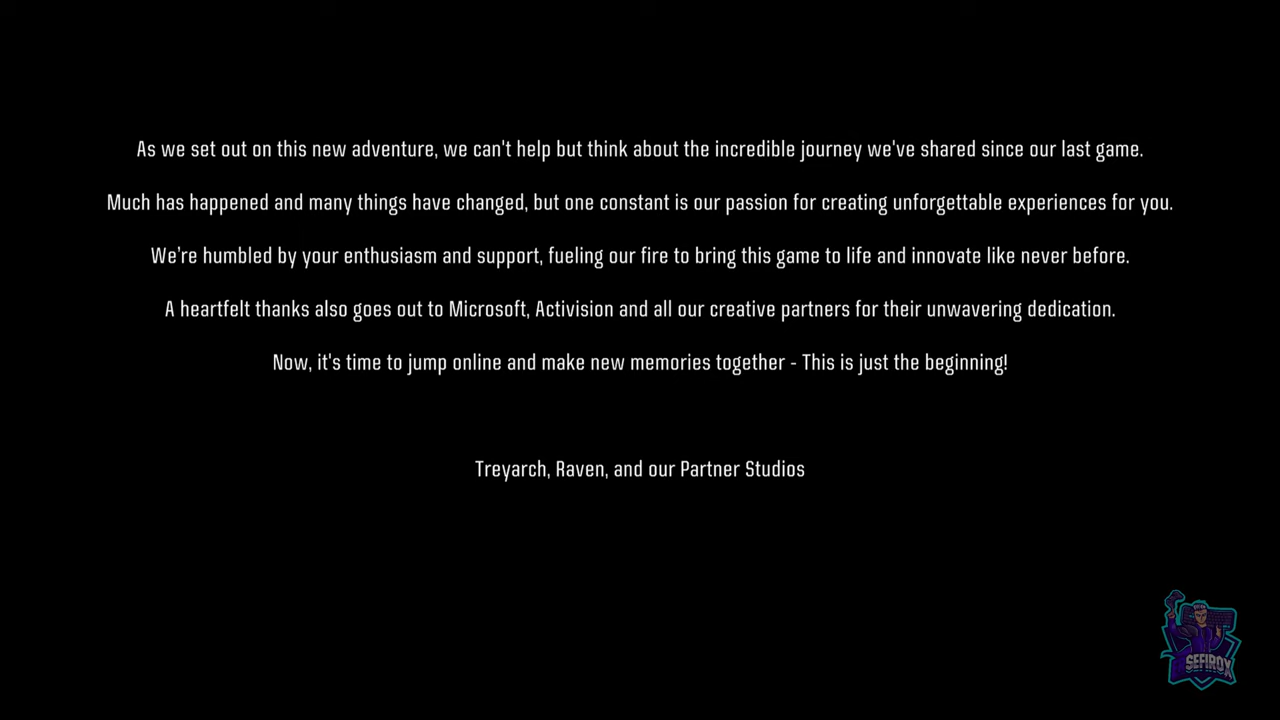 As we set out on this new adventure, we can't help but think about the incredible journey we've shared since our last game.
Much has happened and many things have changed, but one constant is our passion for creating unforgettable experiences for you.
We’re humbled by your enthusiasm and support, fueling our fire to bring this game to life and innovate like never before.
A heartfelt thanks also goes out to Microsoft, Activision and all our creative partners for their unwavering dedication.
Now, it's time to jump online and make new memories together - This is just the beginning!
Treyarch, Raven, and our Partner Studios
SEFIROX